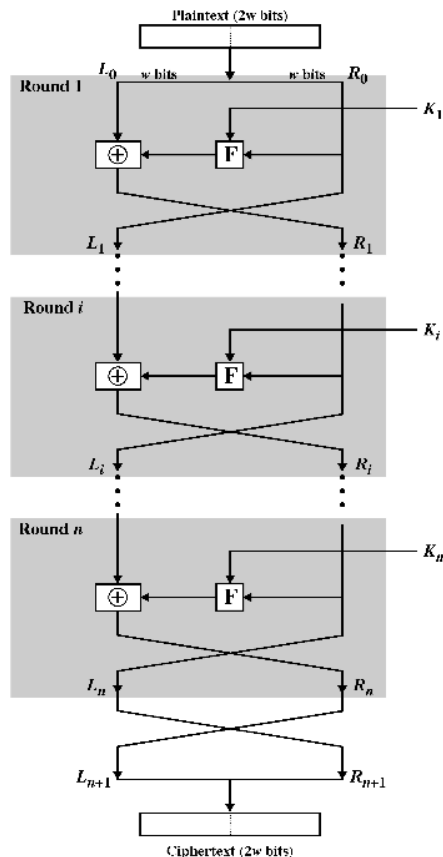 Plaintext (2w bits)
L0 w bits w bits R0
Round 1
K1
⊕ F
L1 R1
Round i
Ki
⊕ F
Li Ri
Round n
Kn
⊕ F
Ln Rn
Ln+1 Rn+1
Ciphertext (2w bits)